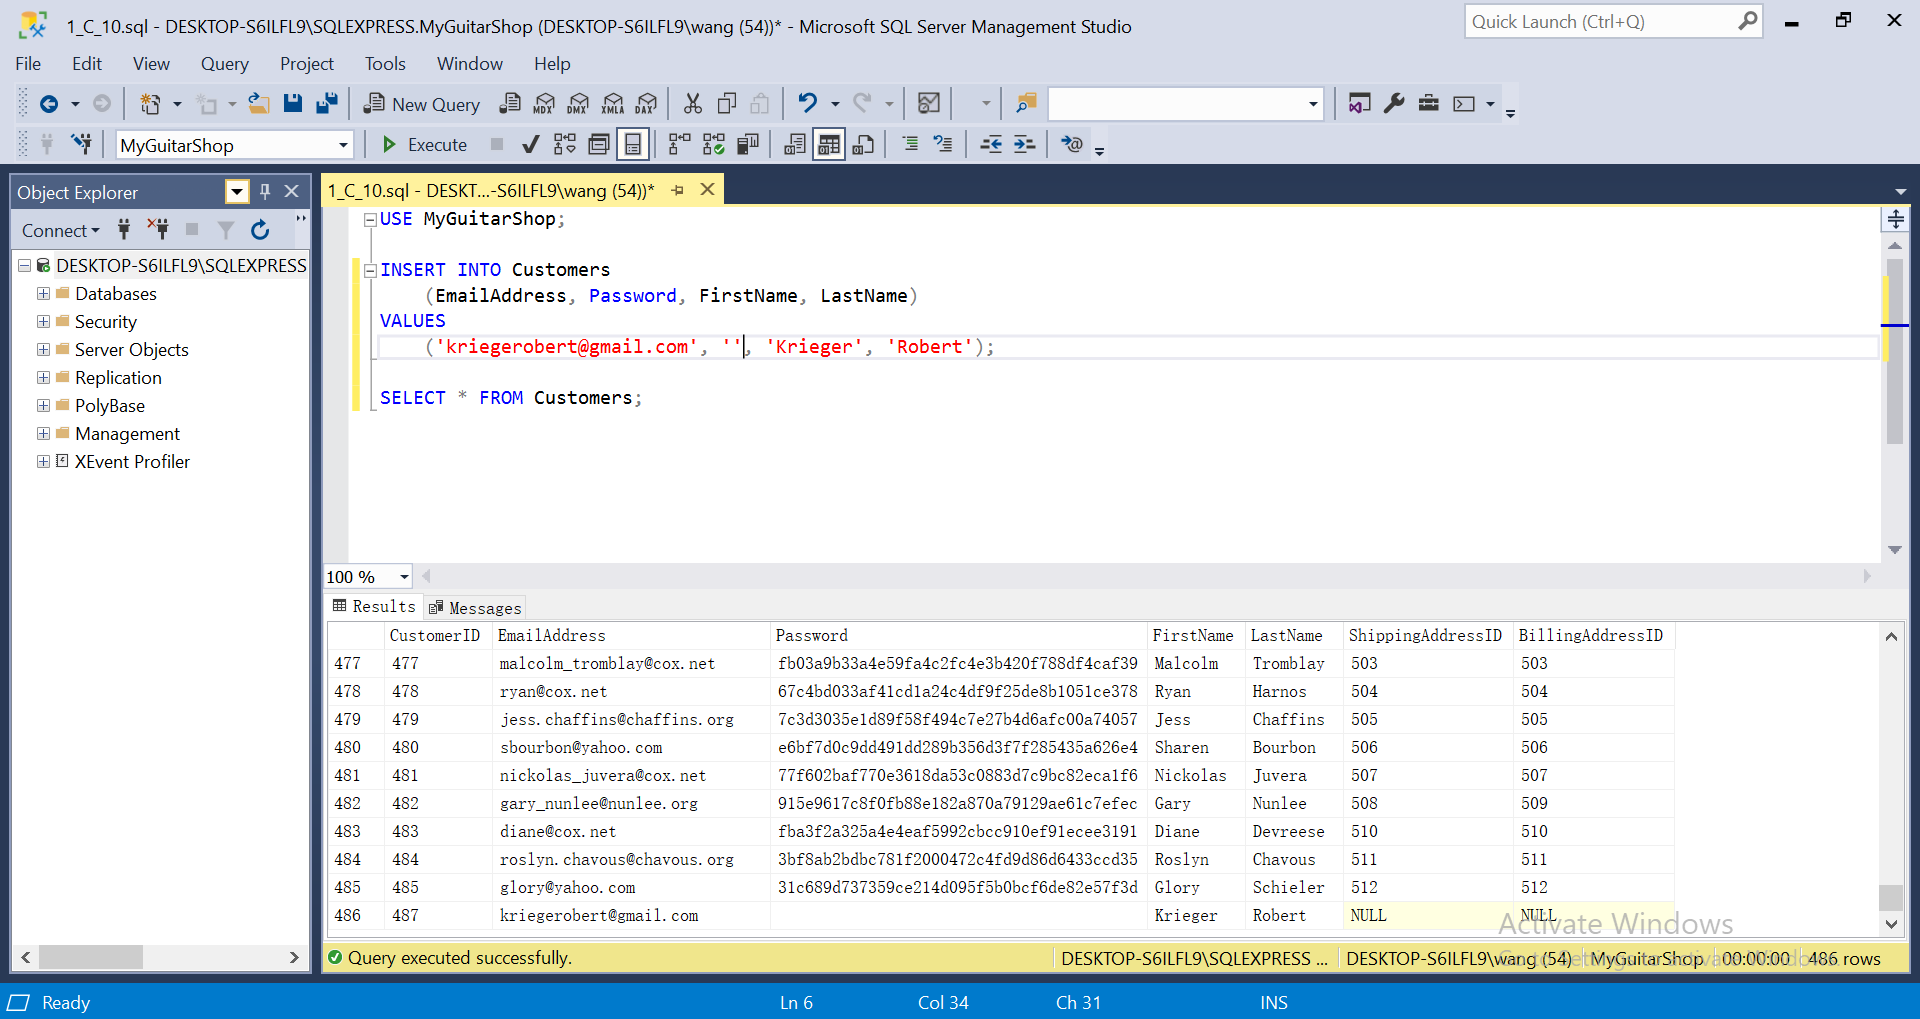 1_C_10.sql - DESKTOP-S6ILFL9\SQLEXPRESS.MyGuitarShop (DESKTOP-S6ILFL9\wang (54))* - Microsoft SQL Server Management Studio
Quick Launch (Ctrl+Q)
File Edit View Query Project Tools Window Help
New Query MDX DMX XMLA DAX
MyGuitarShop Execute
Object Explorer
Connect
DESKTOP-S6ILFL9\SQLEXPRESS
Databases
Security
Server Objects
Replication
PolyBase
Management
XEvent Profiler
1_C_10.sql - DESKT...-S6ILFL9\wang (54))*
USE MyGuitarShop;
INSERT INTO Customers
(EmailAddress, Password, FirstName, LastName)
VALUES
('kriegerobert@gmail.com', '', 'Krieger', 'Robert');
SELECT * FROM Customers;
100 %
Results Messages
CustomerID EmailAddress Password FirstName LastName ShippingAddressID BillingAddressID
477 477 malcolm_tromblay@cox.net fb03a9b33a4e59fa4c2fc4e3b420f788df4caf39 Malcolm Tromblay 503 503
478 478 ryan@cox.net 67c4bd033af41cd1a24c4df9f25de8b1051ce378 Ryan Harnos 504 504
479 479 jess.chaffins@chaffins.org 7c3d3035e1d89f58f494c7e27b4d6afc00a74057 Jess Chaffins 505 505
480 480 sbourbon@yahoo.com e6bf7d0c9dd491dd289b356d3f7f285435a626e4 Sharen Bourbon 506 506
481 481 nickolas_juvera@cox.net 77f602baf770e3618da53c0883d7c9bc82eca1f6 Nickolas Juvera 507 507
482 482 gary_nunlee@nunlee.org 915e9617c8f0fb88e182a870a79129ae61c7efec Gary Nunlee 508 509
483 483 diane@cox.net fba3f2a325a4e4eaf5992cbcc910ef91ecee3191 Diane Devreese 510 510
484 484 roslyn.chavous@chavous.org 3bf8ab2bdbc781f2000472c4fd9d86d6433ccd35 Roslyn Chavous 511 511
485 485 glory@yahoo.com 31c689d737359ce214d095f5b0bcf6de82e57f3d Glory Schieler 512 512
486 487 kriegerobert@gmail.com Krieger Robert NULL NULL
Activate Windows
Query executed successfully. DESKTOP-S6ILFL9\SQLEXPRESS ... DESKTOP-S6ILFL9\wang (54) MyGuitarShop 00:00:00 486 rows
Ready Ln 6 Col 34 Ch 31 INS